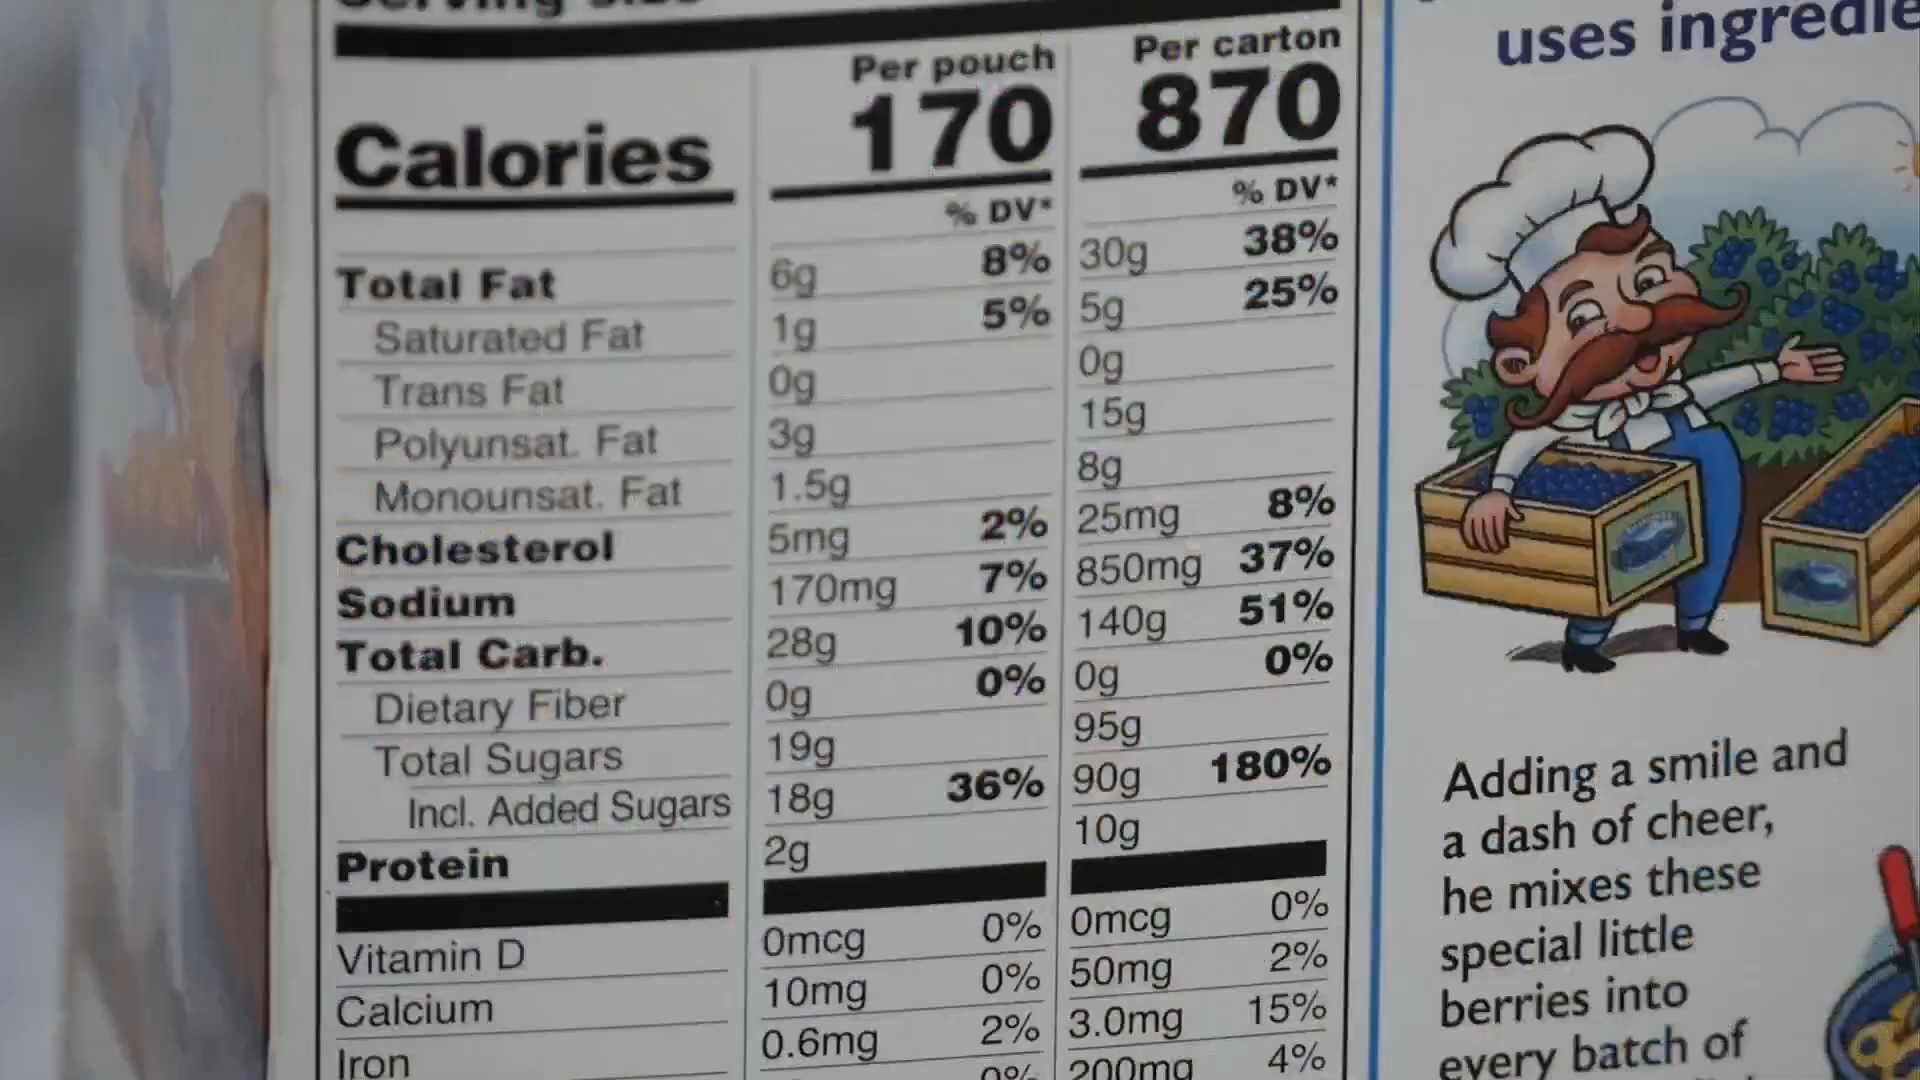 Serving size
Per pouch Per carton
Calories 170 870
% DV* % DV*
Total Fat 6g 8% 30g 38%
Saturated Fat 1g 5% 5g 25%
Trans Fat 0g 0g
Polyunsat. Fat 3g 15g
Monounsat. Fat 1.5g 8g
Cholesterol 5mg 2% 25mg 8%
Sodium 170mg 7% 850mg 37%
Total Carb. 28g 10% 140g 51%
Dietary Fiber 0g 0% 0g 0%
Total Sugars 19g 95g
Incl. Added Sugars 18g 36% 90g 180%
Protein 2g 10g
Vitamin D 0mcg 0% 0mcg 0%
Calcium 10mg 0% 50mg 2%
Iron 0.6mg 2% 3.0mg 15%
0% 200mg 4%
uses ingredie
Adding a smile and
a dash of cheer,
he mixes these
special little
berries into
every batch of